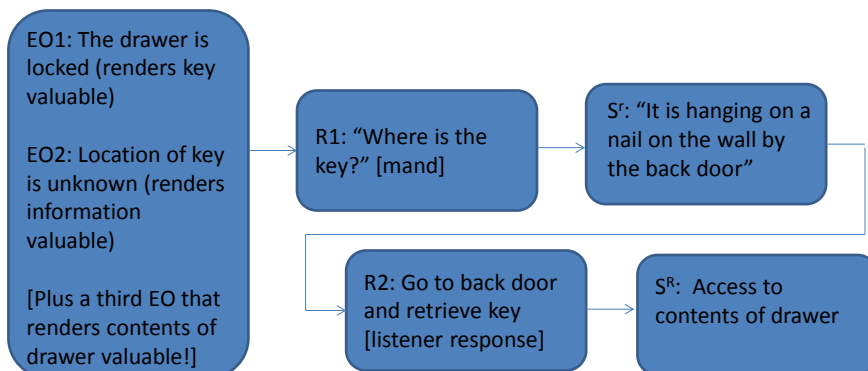 EO1: The drawer is
locked (renders key
valuable)
EO2: Location of key
is unknown (renders
information
valuable)
[Plus a third EO that
renders contents of
drawer valuable!]
R1: “Where is the
key?” [mand]
Sʳ: “It is hanging on a
nail on the wall by
the back door”
R2: Go to back door
and retrieve key
[listener response]
Sᴿ: Access to
contents of drawer